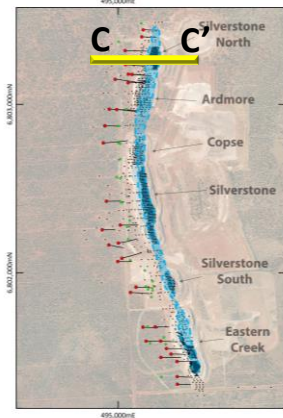 495,000mE
C C'
Silverstone
North
Ardmore
6,803,000mN
Copse
Silverstone
Silverstone
South
6,802,000mN
Eastern
Creek
495,000mE